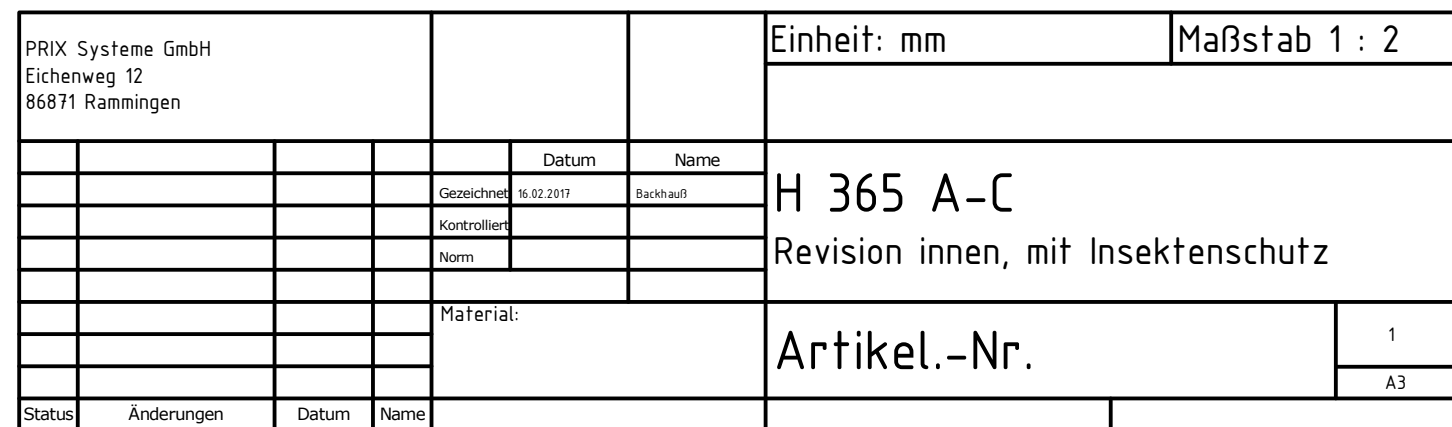 PRIX Systeme GmbH
Eichenweg 12
86871 Rammingen
Einheit: mm
Maßstab 1 : 2
Datum
Name
Gezeichnet
16.02.2017
Backhauß
Kontrolliert
Norm
H 365 A-C
Revision innen, mit Insektenschutz
Material:
Artikel.-Nr.
1
A3
Status
Änderungen
Datum
Name